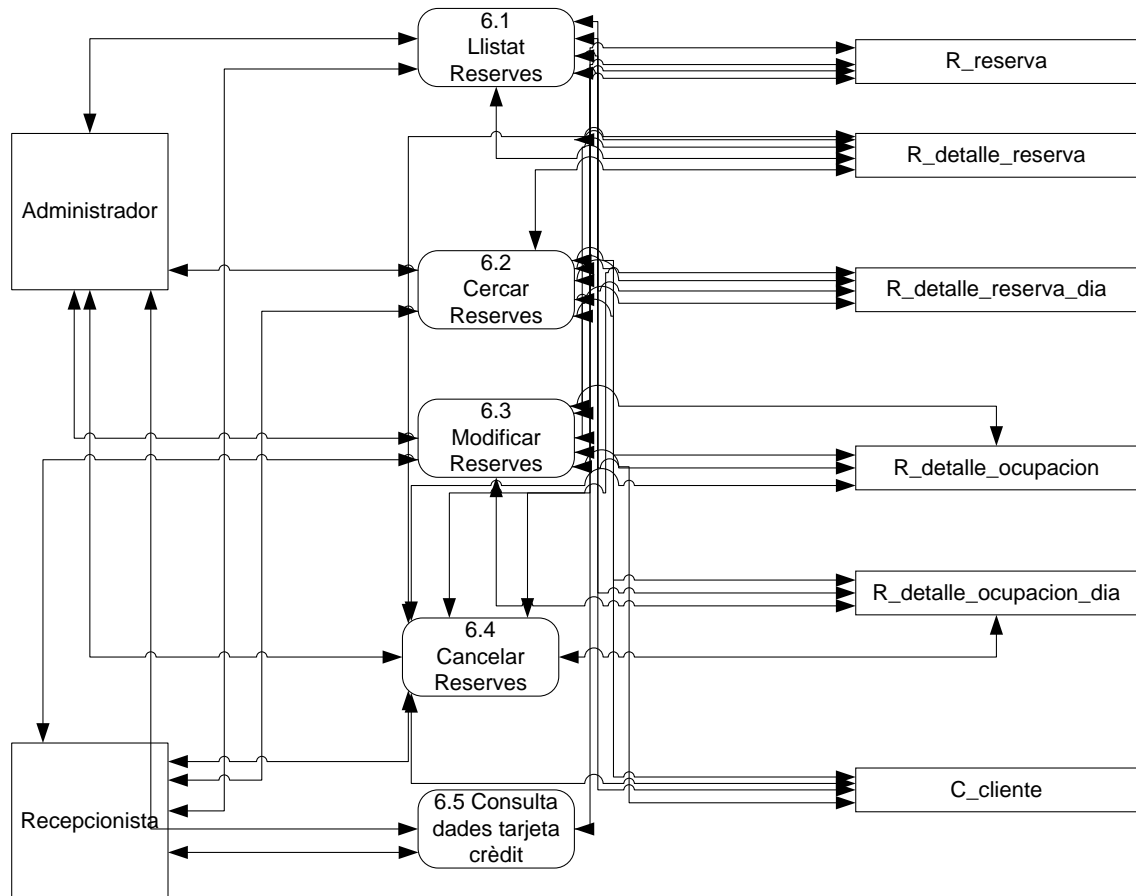 6.1
Llistat
Reserves
R_reserva
R_detalle_reserva
Administrador
6.2
Cercar
Reserves
R_detalle_reserva_dia
6.3
Modificar
Reserves
R_detalle_ocupacion
R_detalle_ocupacion_dia
6.4
Cancelar
Reserves
C_cliente
Recepcionista
6.5 Consulta
dades tarjeta
crèdit